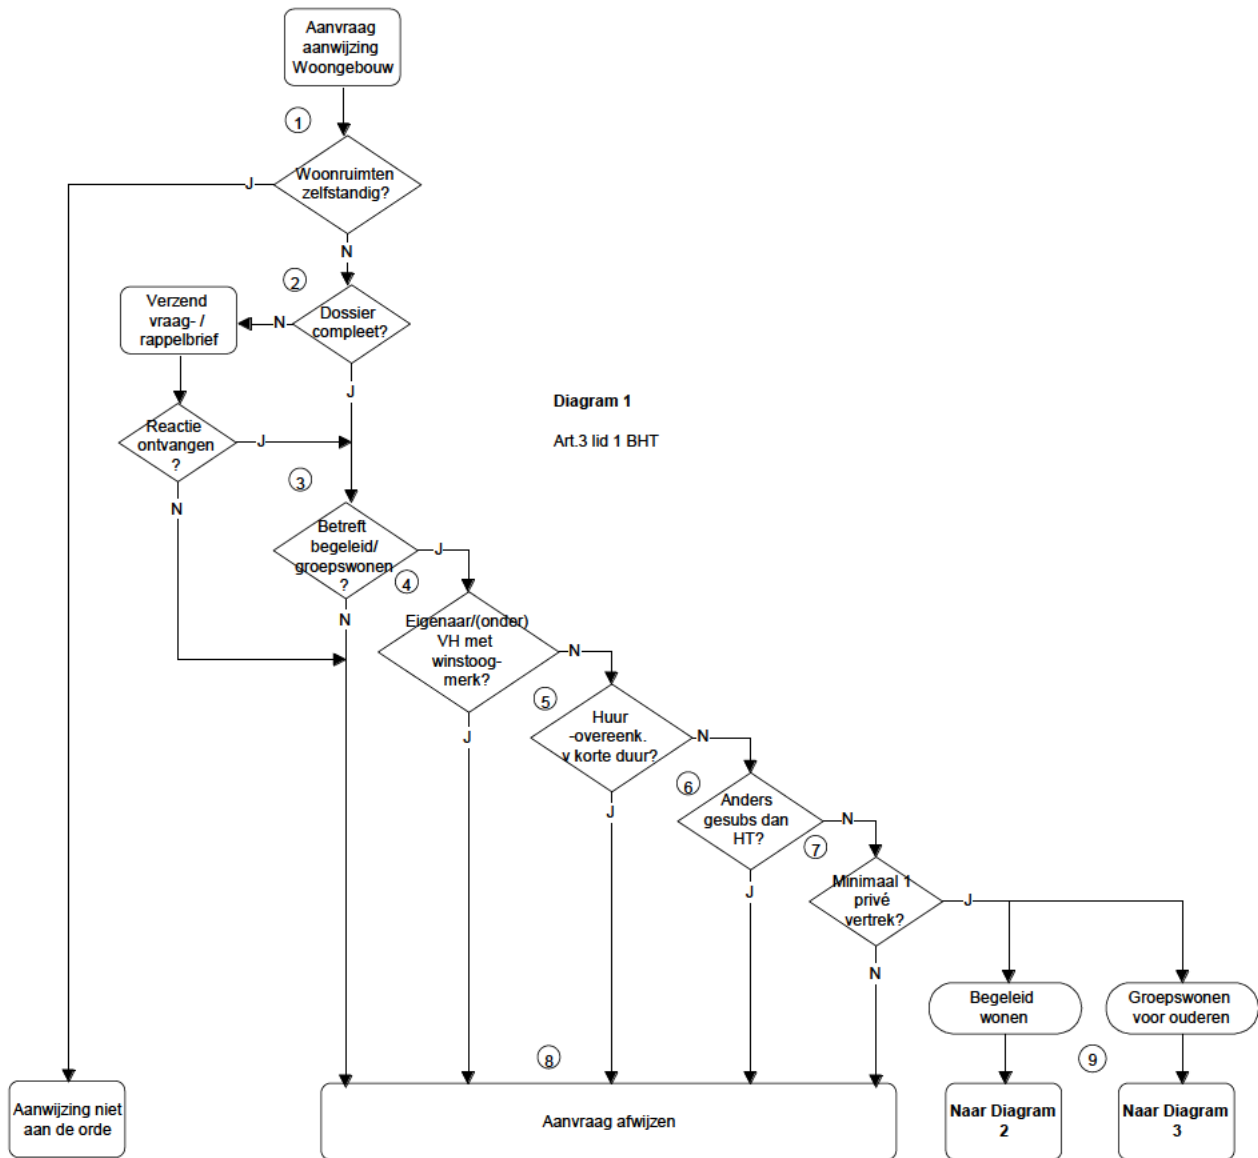 Aanvraag
aanwijzing
Woongebouw
1
Woonruimten
zelfstandig?
J
N
2
Verzend
vraag- /
rappelbrief
N
Dossier
compleet?
J
Diagram 1
Art.3 lid 1 BHT
Reactie
ontvangen
?
J
N
3
Betreft
begeleid/
groepswonen
?
J
N
4
Eigenaar/(onder)
VH met
winstoog-
merk?
N
J
5
Huur
-overeenk.
v korte duur?
N
J
6
Anders
gesubs dan
HT?
N
J
7
Minimaal 1
privé
vertrek?
J
N
Begeleid
wonen
Groepswonen
voor ouderen
8
9
Aanwijzing niet
aan de orde
Aanvraag afwijzen
Naar Diagram
2
Naar Diagram
3